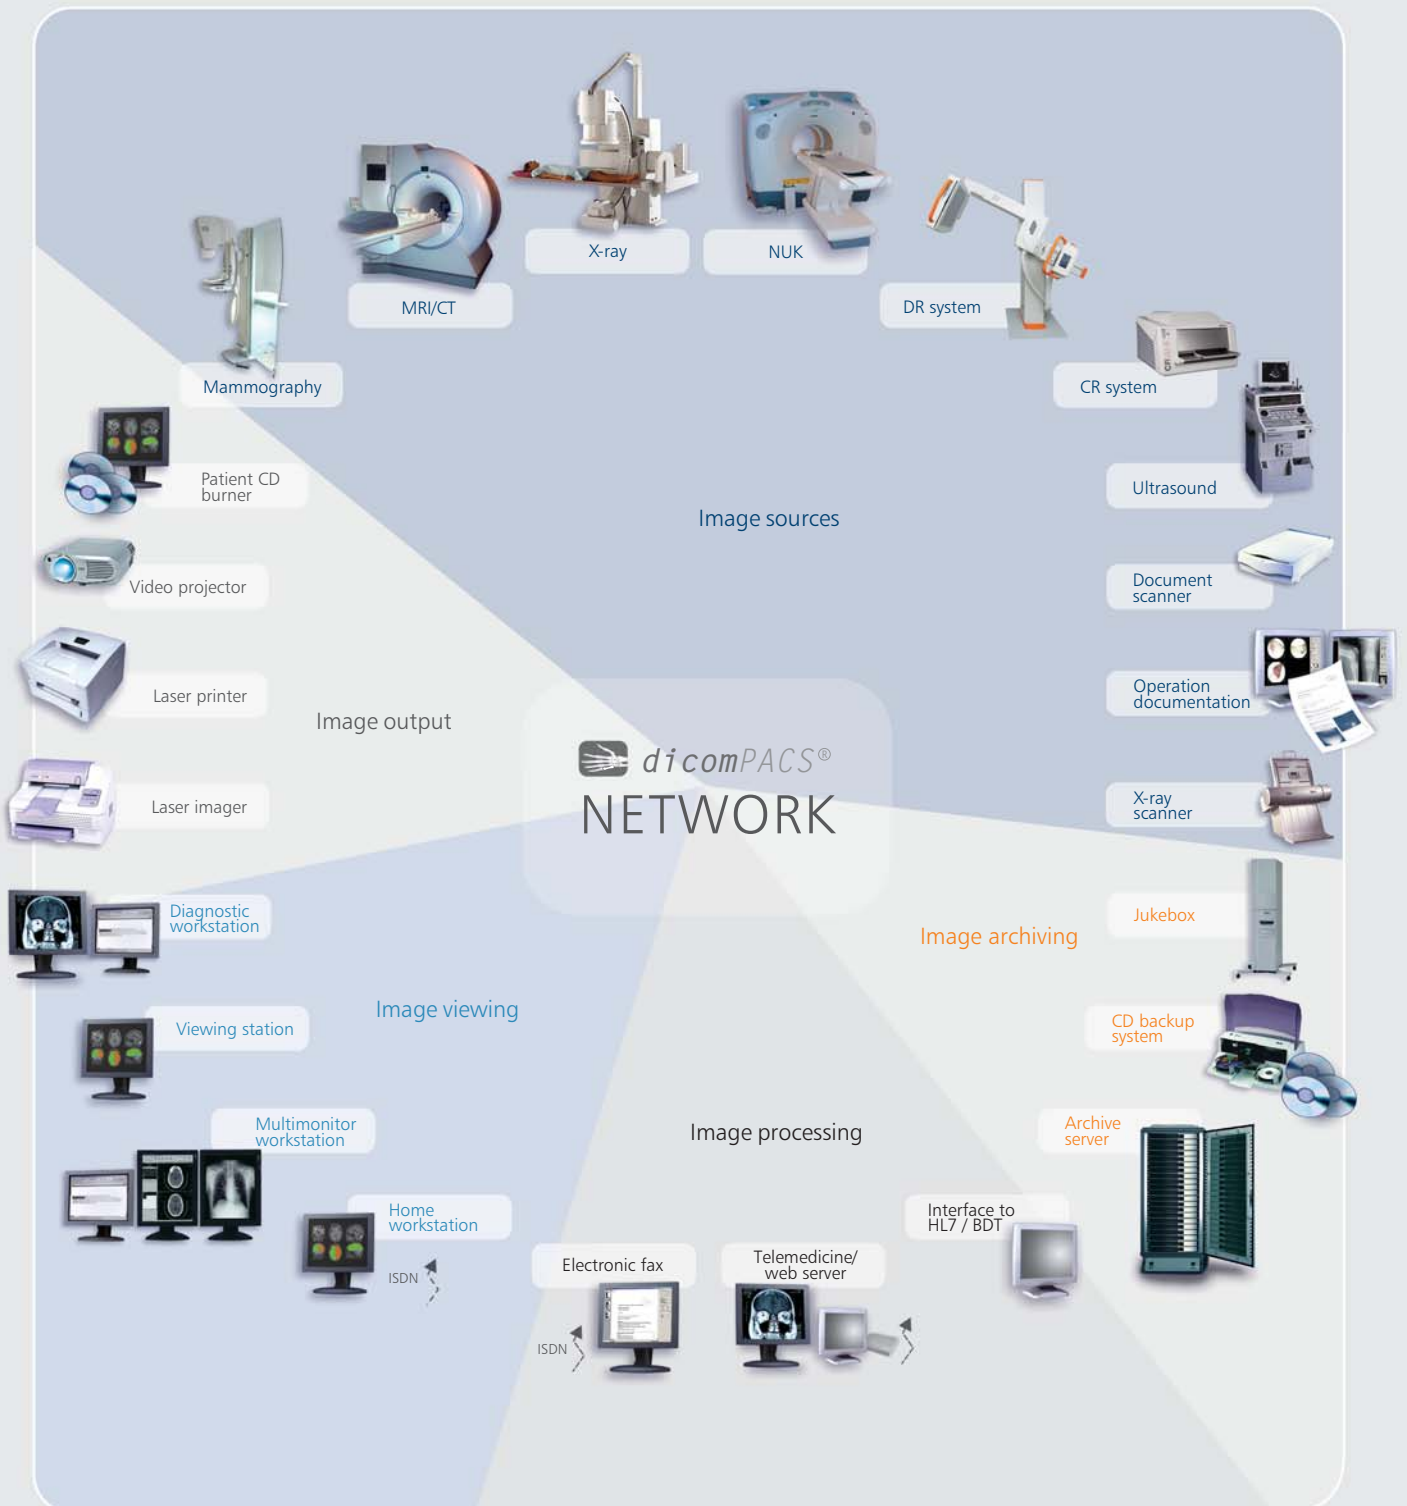 X-ray
NUK
MRI/CT
DR system
Mammography
CR system
Patient CD
burner
Ultrasound
Image sources
Video projector
Document
scanner
Laser printer
Operation
documentation
Image output
dicomPACS®
NETWORK
Laser imager
X-ray
scanner
Diagnostic
workstation
Jukebox
Image archiving
Image viewing
Viewing station
CD backup
system
Multimonitor
workstation
Image processing
Archive
server
Home
workstation
ISDN
Interface to
HL7 / BDT
Electronic fax
Telemedicine/
web server
ISDN